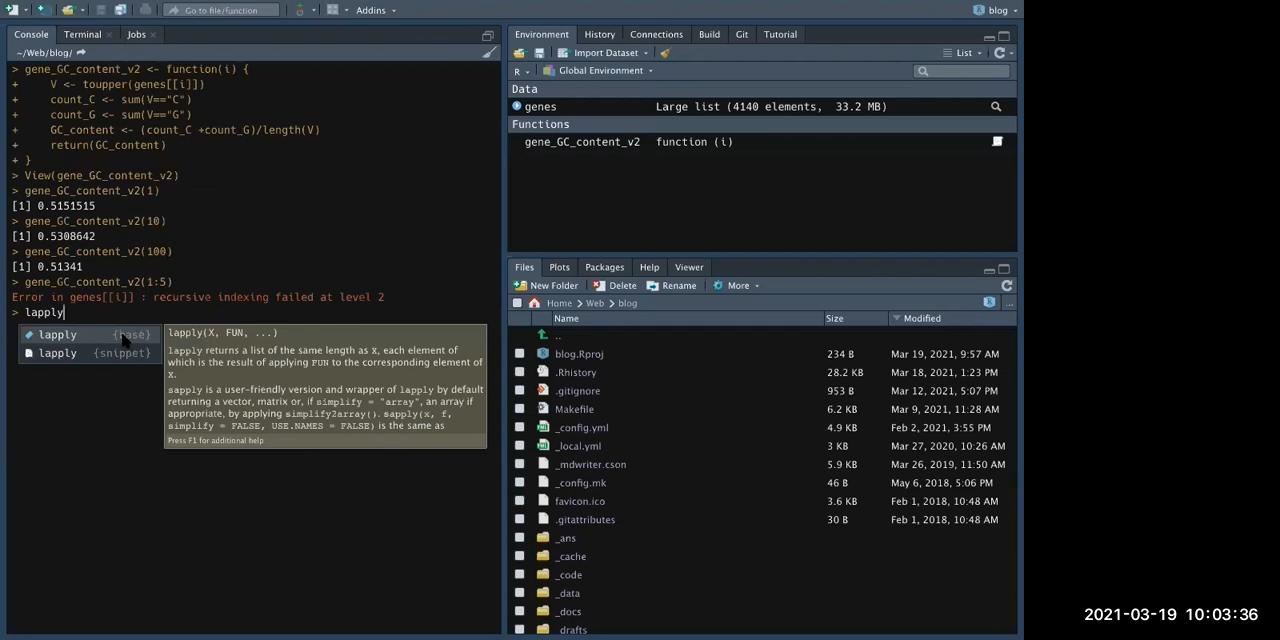 Go to file/function
Addins
blog
Console Terminal Jobs
~/Web/blog/
> gene_GC_content_v2 <- function(i) {
+     V <- toupper(genes[[i]])
+     count_C <- sum(V=="C")
+     count_G <- sum(V=="G")
+     GC_content <- (count_C +count_G)/length(V)
+     return(GC_content)
+ }
> View(gene_GC_content_v2)
> gene_GC_content_v2(1)
[1] 0.5151515
> gene_GC_content_v2(10)
[1] 0.5308642
> gene_GC_content_v2(100)
[1] 0.51341
> gene_GC_content_v2(1:5)
Error in genes[[i]] : recursive indexing failed at level 2
> lapply
lapply {base}
lapply {snippet}
lapply(X, FUN, ...)
lapply returns a list of the same length as X, each element of
which is the result of applying FUN to the corresponding element of
X.
sapply is a user-friendly version and wrapper of lapply by default
returning a vector, matrix or, if simplify = "array", an array if
appropriate, by applying simplify2array(). sapply(x, f,
simplify = FALSE, USE.NAMES = FALSE) is the same as
Press F1 for additional help
Environment History Connections Build Git Tutorial
Import Dataset List
R Global Environment
Data
genes Large list (4140 elements, 33.2 MB)
Functions
gene_GC_content_v2 function (i)
Files Plots Packages Help Viewer
New Folder Delete Rename More
Home Web blog ...
Name Size Modified
..
blog.Rproj 234 B Mar 19, 2021, 9:57 AM
.Rhistory 28.2 KB Mar 18, 2021, 1:23 PM
.gitignore 953 B Mar 12, 2021, 5:07 PM
Makefile 6.2 KB Mar 9, 2021, 11:28 AM
_config.yml 4.9 KB Feb 2, 2021, 3:55 PM
_local.yml 3 KB Mar 27, 2020, 10:26 AM
_mdwriter.cson 5.9 KB Mar 26, 2019, 11:50 AM
_config.mk 46 B May 6, 2018, 5:06 PM
favicon.ico 3.6 KB Feb 1, 2018, 10:48 AM
.gitattributes 30 B Feb 1, 2018, 10:48 AM
_ans
_cache
_code
_data
_docs
_drafts
2021-03-19 10:03:36